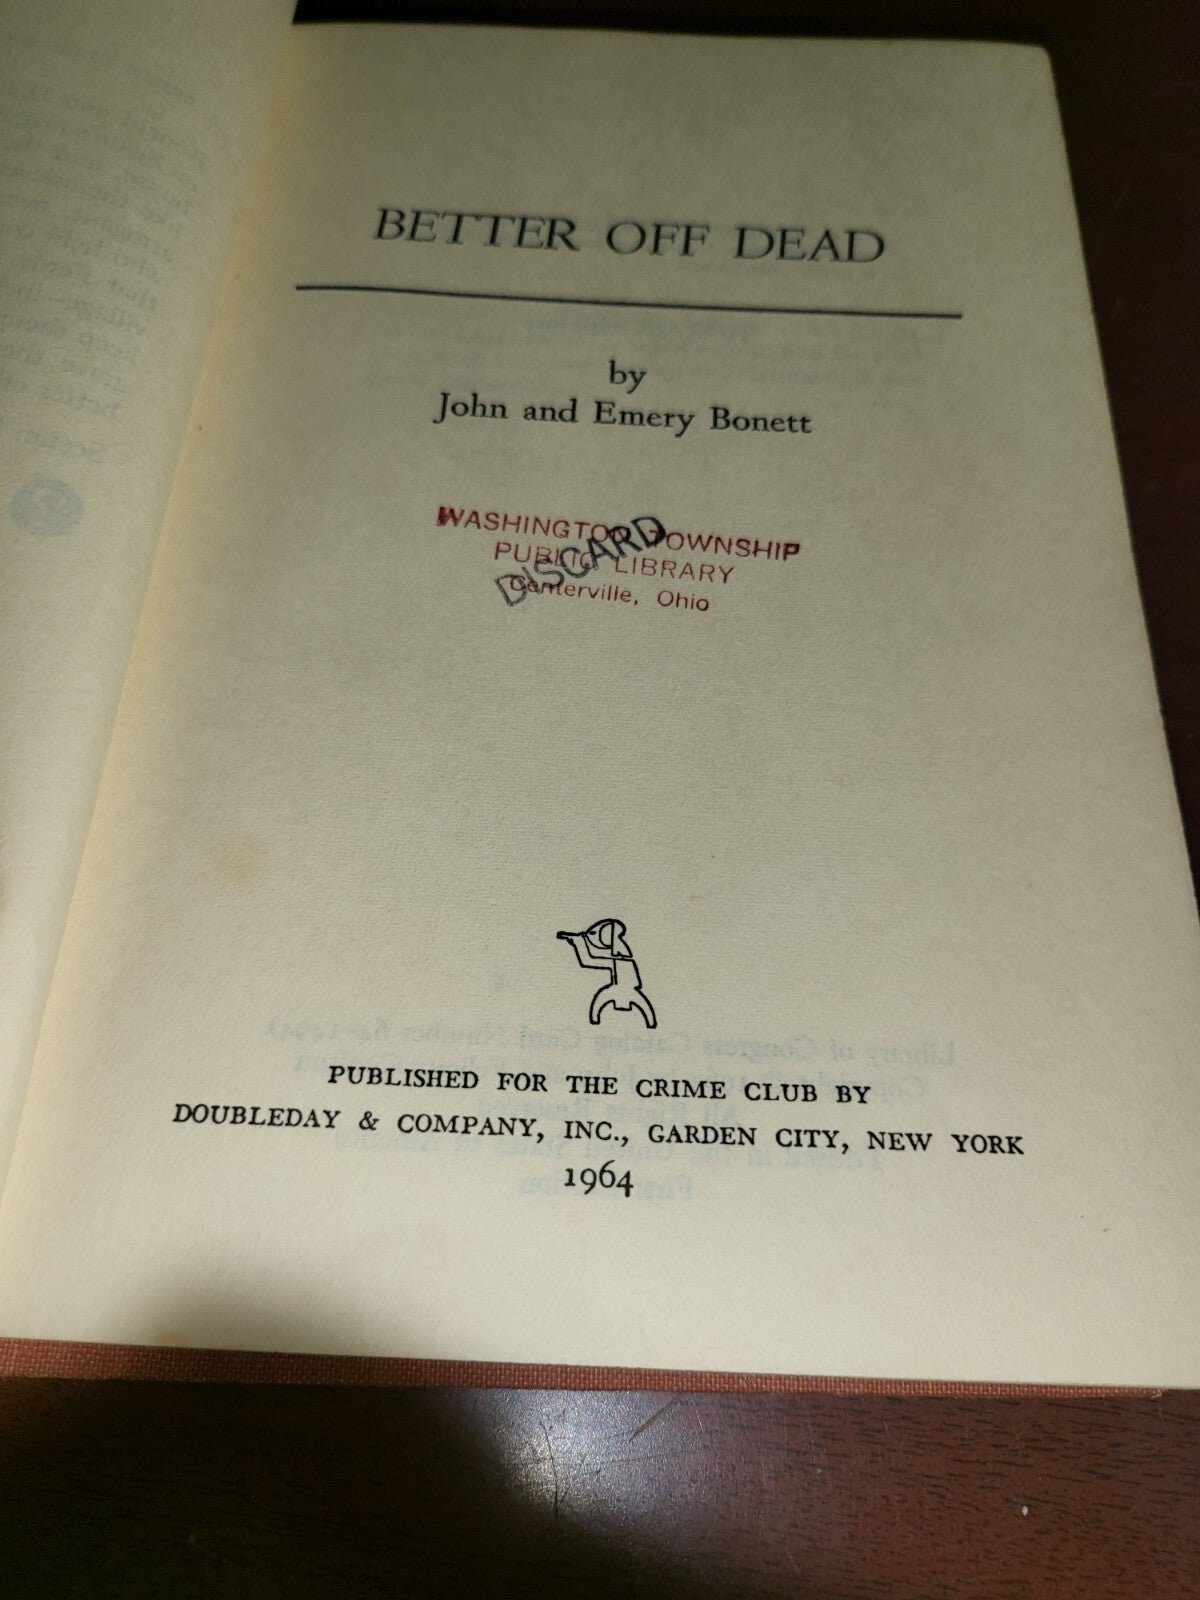 BETTER OFF DEAD
by
John and Emery Bonett
WASHINGTON TOWNSHIP
PUBLIC LIBRARY
Centerville, Ohio
DISCARD
PUBLISHED FOR THE CRIME CLUB BY
DOUBLEDAY & COMPANY, INC., GARDEN CITY, NEW YORK
1964